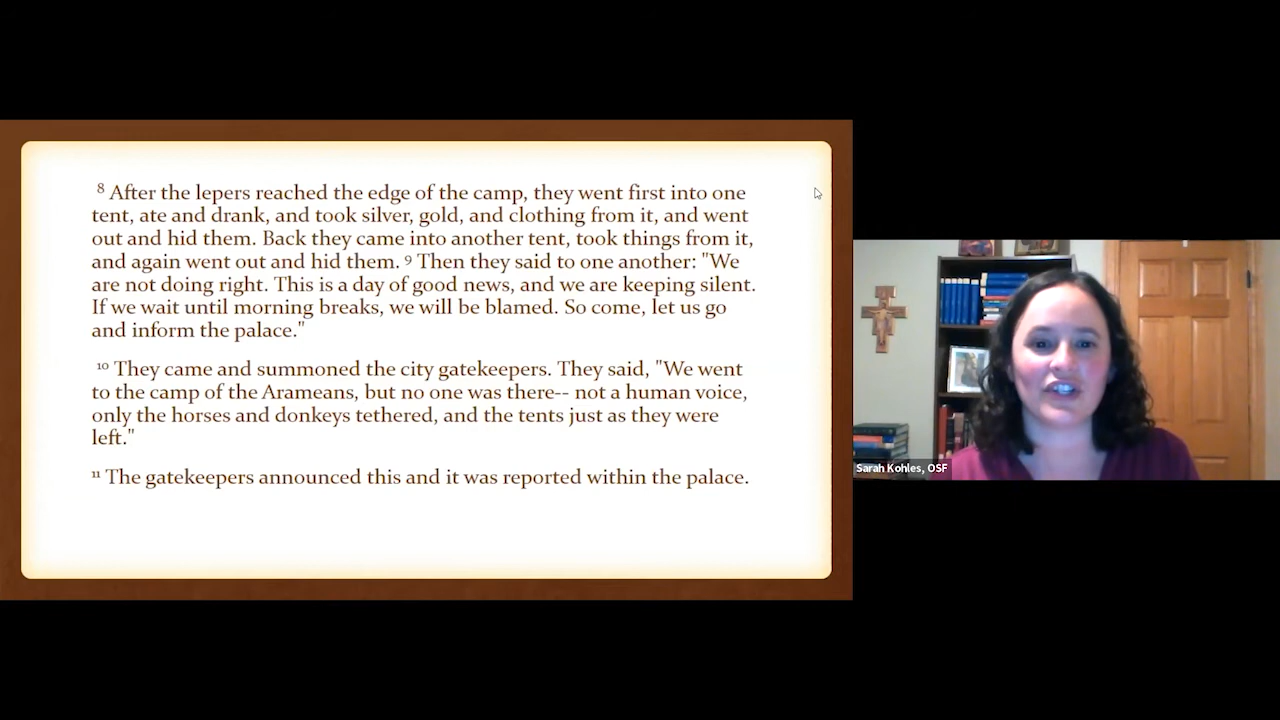 8 After the lepers reached the edge of the camp, they went first into one
tent, ate and drank, and took silver, gold, and clothing from it, and went
out and hid them. Back they came into another tent, took things from it,
and again went out and hid them. 9 Then they said to one another: "We
are not doing right. This is a day of good news, and we are keeping silent.
If we wait until morning breaks, we will be blamed. So come, let us go
and inform the palace."
10 They came and summoned the city gatekeepers. They said, "We went
to the camp of the Arameans, but no one was there-- not a human voice,
only the horses and donkeys tethered, and the tents just as they were
left."
11 The gatekeepers announced this and it was reported within the palace.
Sarah Kohles, OSF